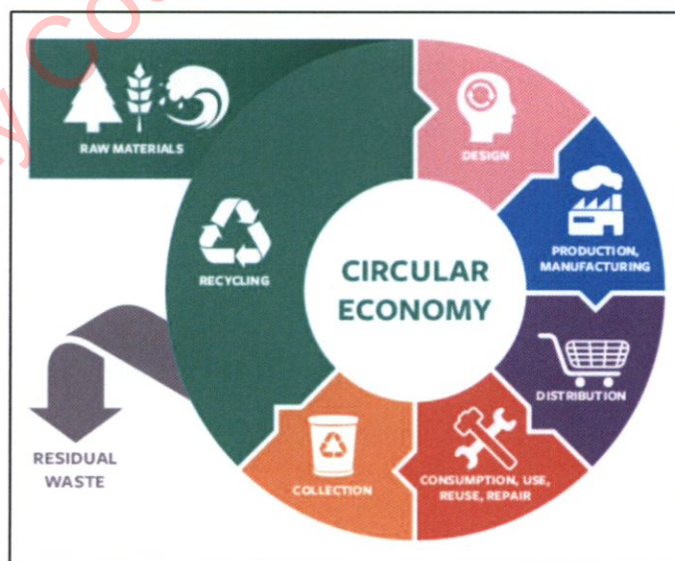 RAW MATERIALS
DESIGN
PRODUCTION,
MANUFACTURING
DISTRIBUTION
CONSUMPTION, USE,
REUSE, REPAIR
COLLECTION
RECYCLING
CIRCULAR
ECONOMY
RESIDUAL
WASTE